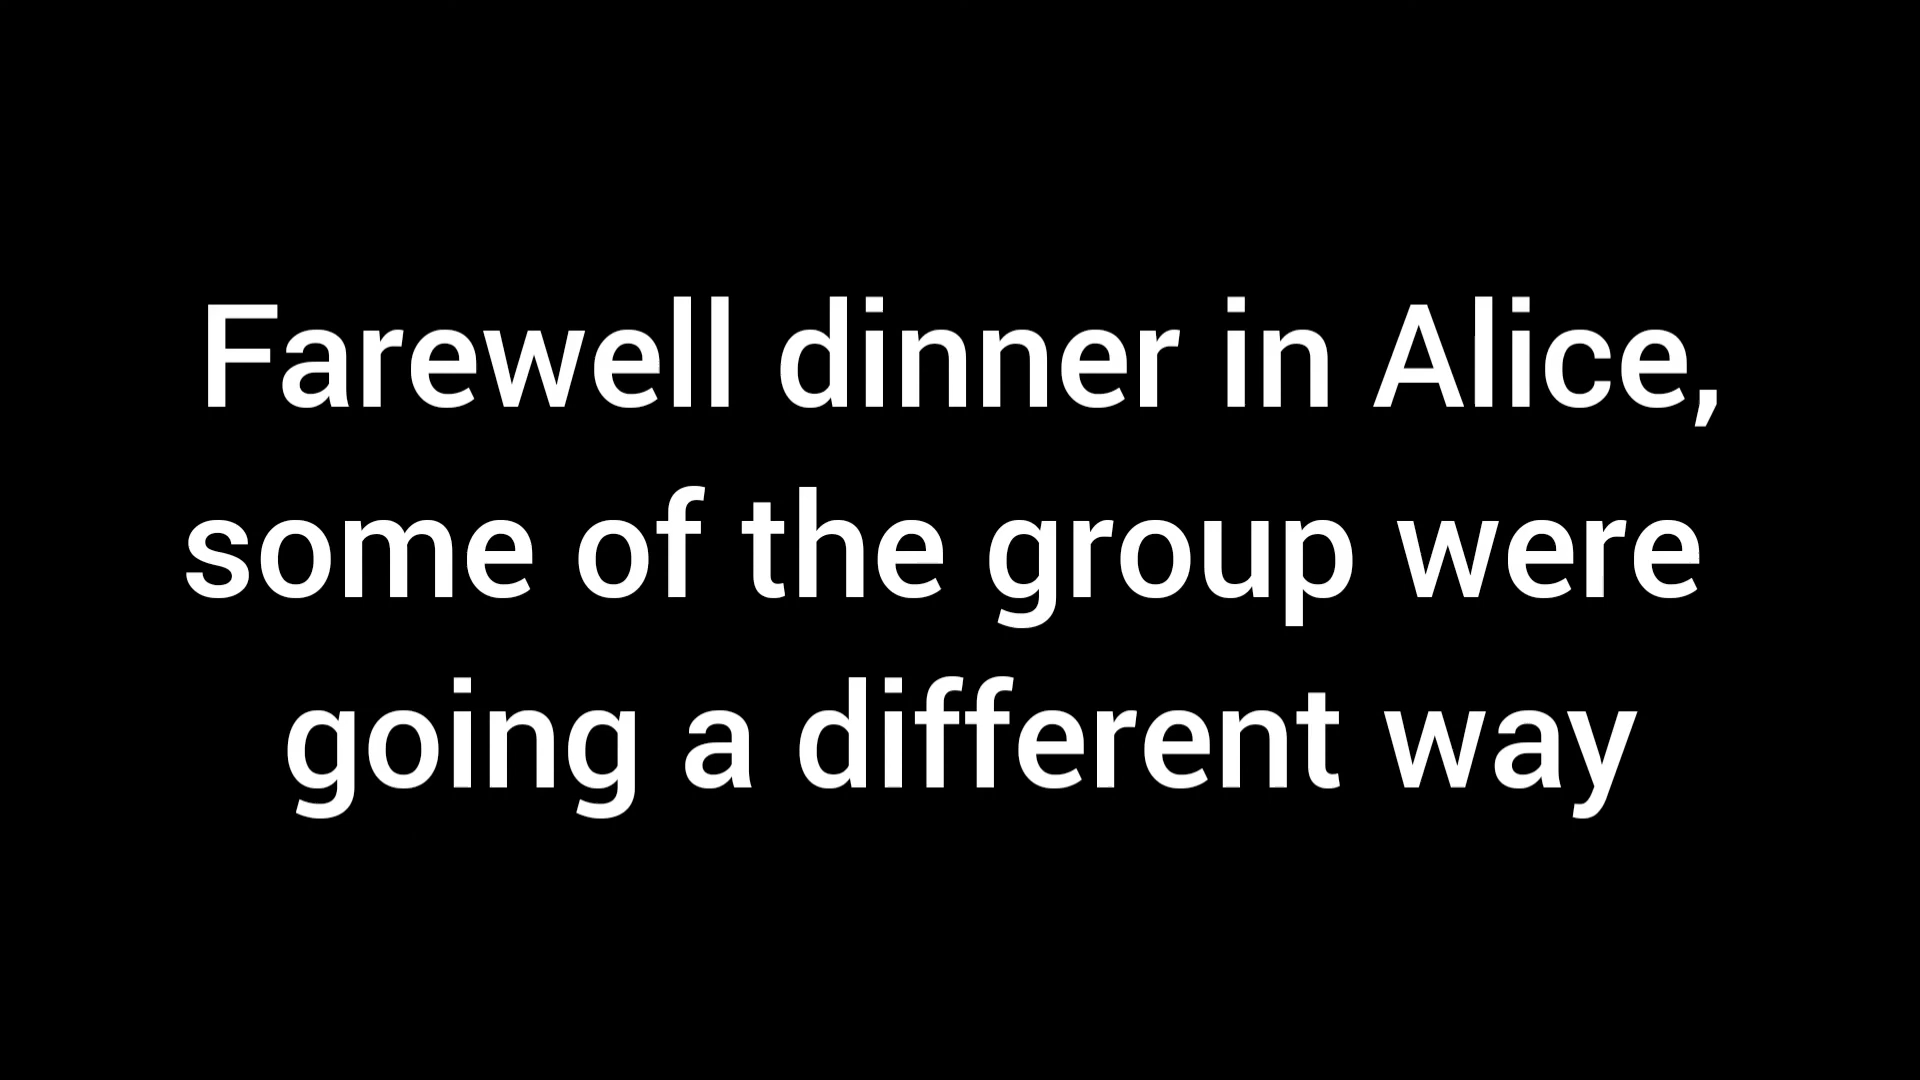 Farewell dinner in Alice,
some of the group were
going a different way